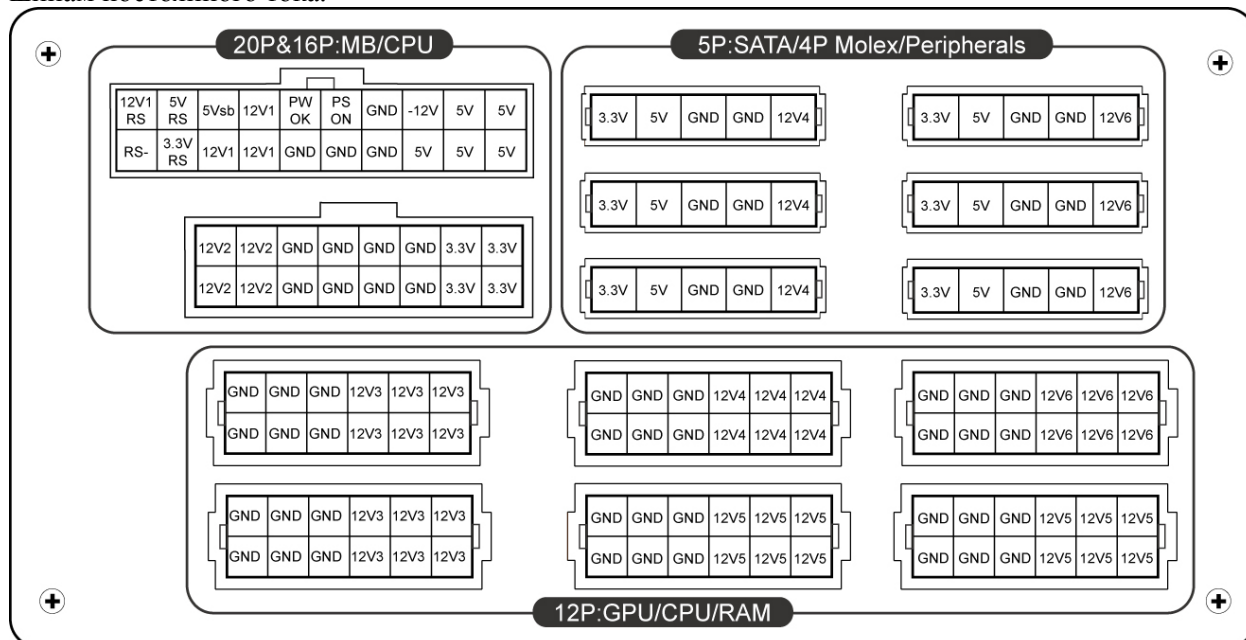 20P&16P:MB/CPU
12V1 RS 5V RS 5Vsb 12V1 PW OK PS ON GND -12V 5V 5V
RS- 3.3V RS 12V1 12V1 GND GND GND 5V 5V 5V
12V2 12V2 GND GND GND GND 3.3V 3.3V
12V2 12V2 GND GND GND GND 3.3V 3.3V
5P:SATA/4P Molex/Peripherals
3.3V 5V GND GND 12V4 3.3V 5V GND GND 12V6
3.3V 5V GND GND 12V4 3.3V 5V GND GND 12V6
3.3V 5V GND GND 12V4 3.3V 5V GND GND 12V6
GND GND GND 12V3 12V3 12V3 GND GND GND 12V4 12V4 12V4 GND GND GND 12V6 12V6 12V6
GND GND GND 12V3 12V3 12V3 GND GND GND 12V4 12V4 12V4 GND GND GND 12V6 12V6 12V6
GND GND GND 12V3 12V3 12V3 GND GND GND 12V5 12V5 12V5 GND GND GND 12V5 12V5 12V5
GND GND GND 12V3 12V3 12V3 GND GND GND 12V5 12V5 12V5 GND GND GND 12V5 12V5 12V5
12P:GPU/CPU/RAM